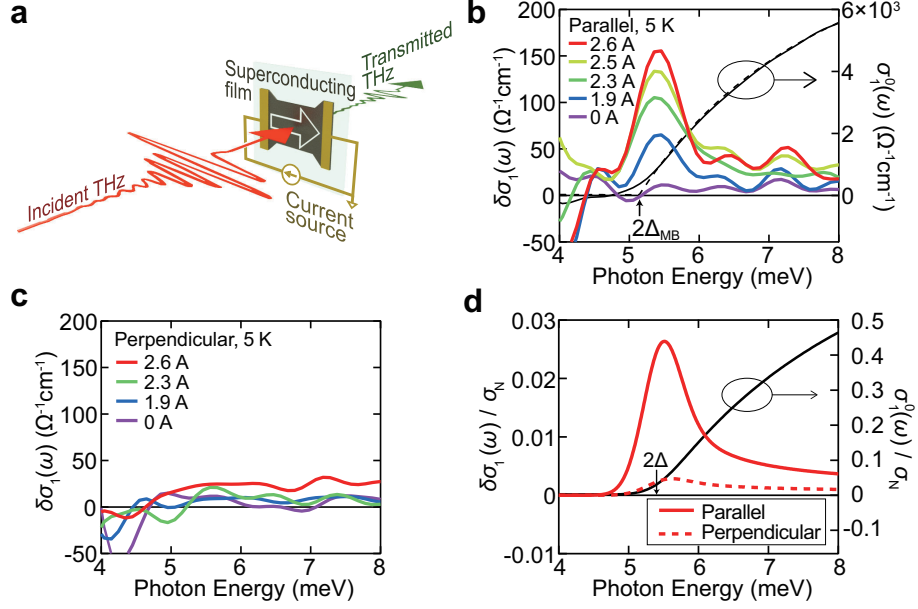 a
Incident THz
Superconducting
film
Transmitted
THz
Current
source
b
Parallel, 5 K
2.6 A
2.5 A
2.3 A
1.9 A
0 A
200
150
100
50
0
-50
δσ₁(ω) (Ω⁻¹cm⁻¹)
6×10³
4
2
0
σ₁⁰(ω) (Ω⁻¹cm⁻¹)
2Δ_MB
4 5 6 7 8
Photon Energy (meV)
c
Perpendicular, 5 K
2.6 A
2.3 A
1.9 A
0 A
200
150
100
50
0
-50
δσ₁(ω) (Ω⁻¹cm⁻¹)
4 5 6 7 8
Photon Energy (meV)
d
0.03
0.02
0.01
0
-0.01
δσ₁(ω) / σ_N
0.5
0.4
0.3
0.2
0.1
0
-0.1
σ₁⁰(ω) / σ_N
2Δ
Parallel
Perpendicular
4 5 6 7 8
Photon Energy (meV)